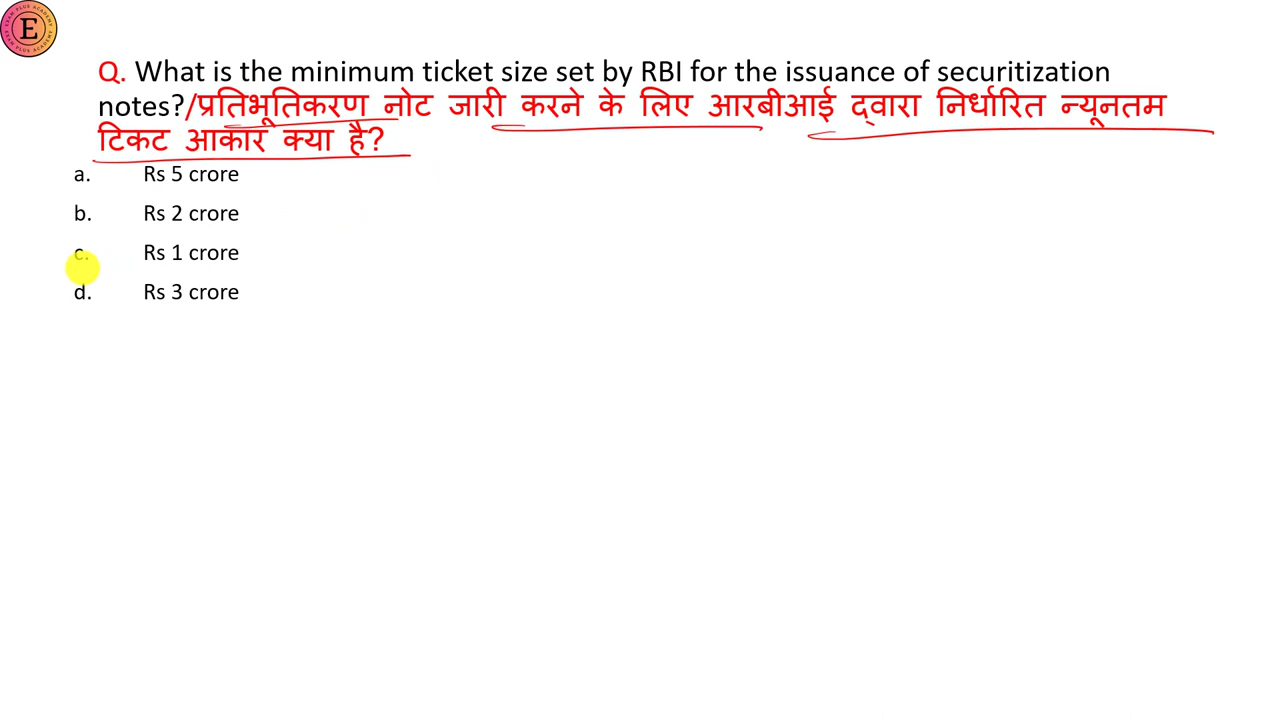 E
Q. What is the minimum ticket size set by RBI for the issuance of securitization
notes?/प्रतिभूतिकरण नोट जारी करने के लिए आरबीआई द्वारा निर्धारित न्यूनतम
टिकट आकार क्या है?
a. Rs 5 crore
b. Rs 2 crore
c. Rs 1 crore
d. Rs 3 crore